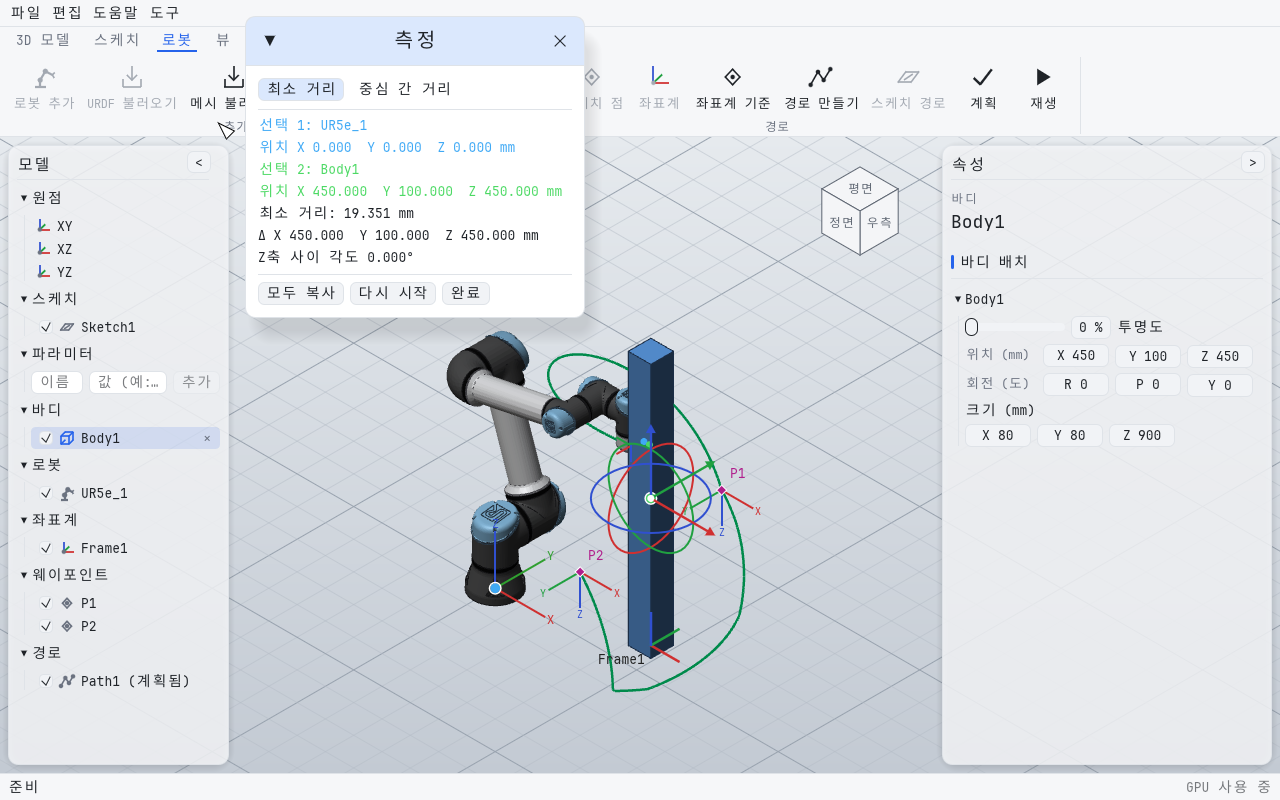 파일 편집 도움말 도구
3D 모델 스케치 로봇 뷰
로봇 추가 URDF 불러오기 메시 불러 치 점 좌표계 좌표계 기준 경로 만들기 스케치 경로 계획 재생
추가 경로
측정
최소 거리 중심 간 거리
선택 1: UR5e_1
위치 X 0.000 Y 0.000 Z 0.000 mm
선택 2: Body1
위치 X 450.000 Y 100.000 Z 450.000 mm
최소 거리: 19.351 mm
Δ X 450.000 Y 100.000 Z 450.000 mm
Z축 사이 각도 0.000°
모두 복사 다시 시작 완료
모델 <
원점
XY
XZ
YZ
스케치
Sketch1
파라미터
이름 값 (예:… 추가
바디
Body1 ×
로봇
UR5e_1
좌표계
Frame1
웨이포인트
P1
P2
경로
Path1 (계획됨)
평면
정면 우측
P1
X
Z
P2
Y
X
Z
Y
X
Frame1
속성 >
바디
Body1
바디 배치
Body1
0 % 투명도
위치 (mm) X 450 Y 100 Z 450
회전 (도) R 0 P 0 Y 0
크기 (mm)
X 80 Y 80 Z 900
준비 GPU 사용 중